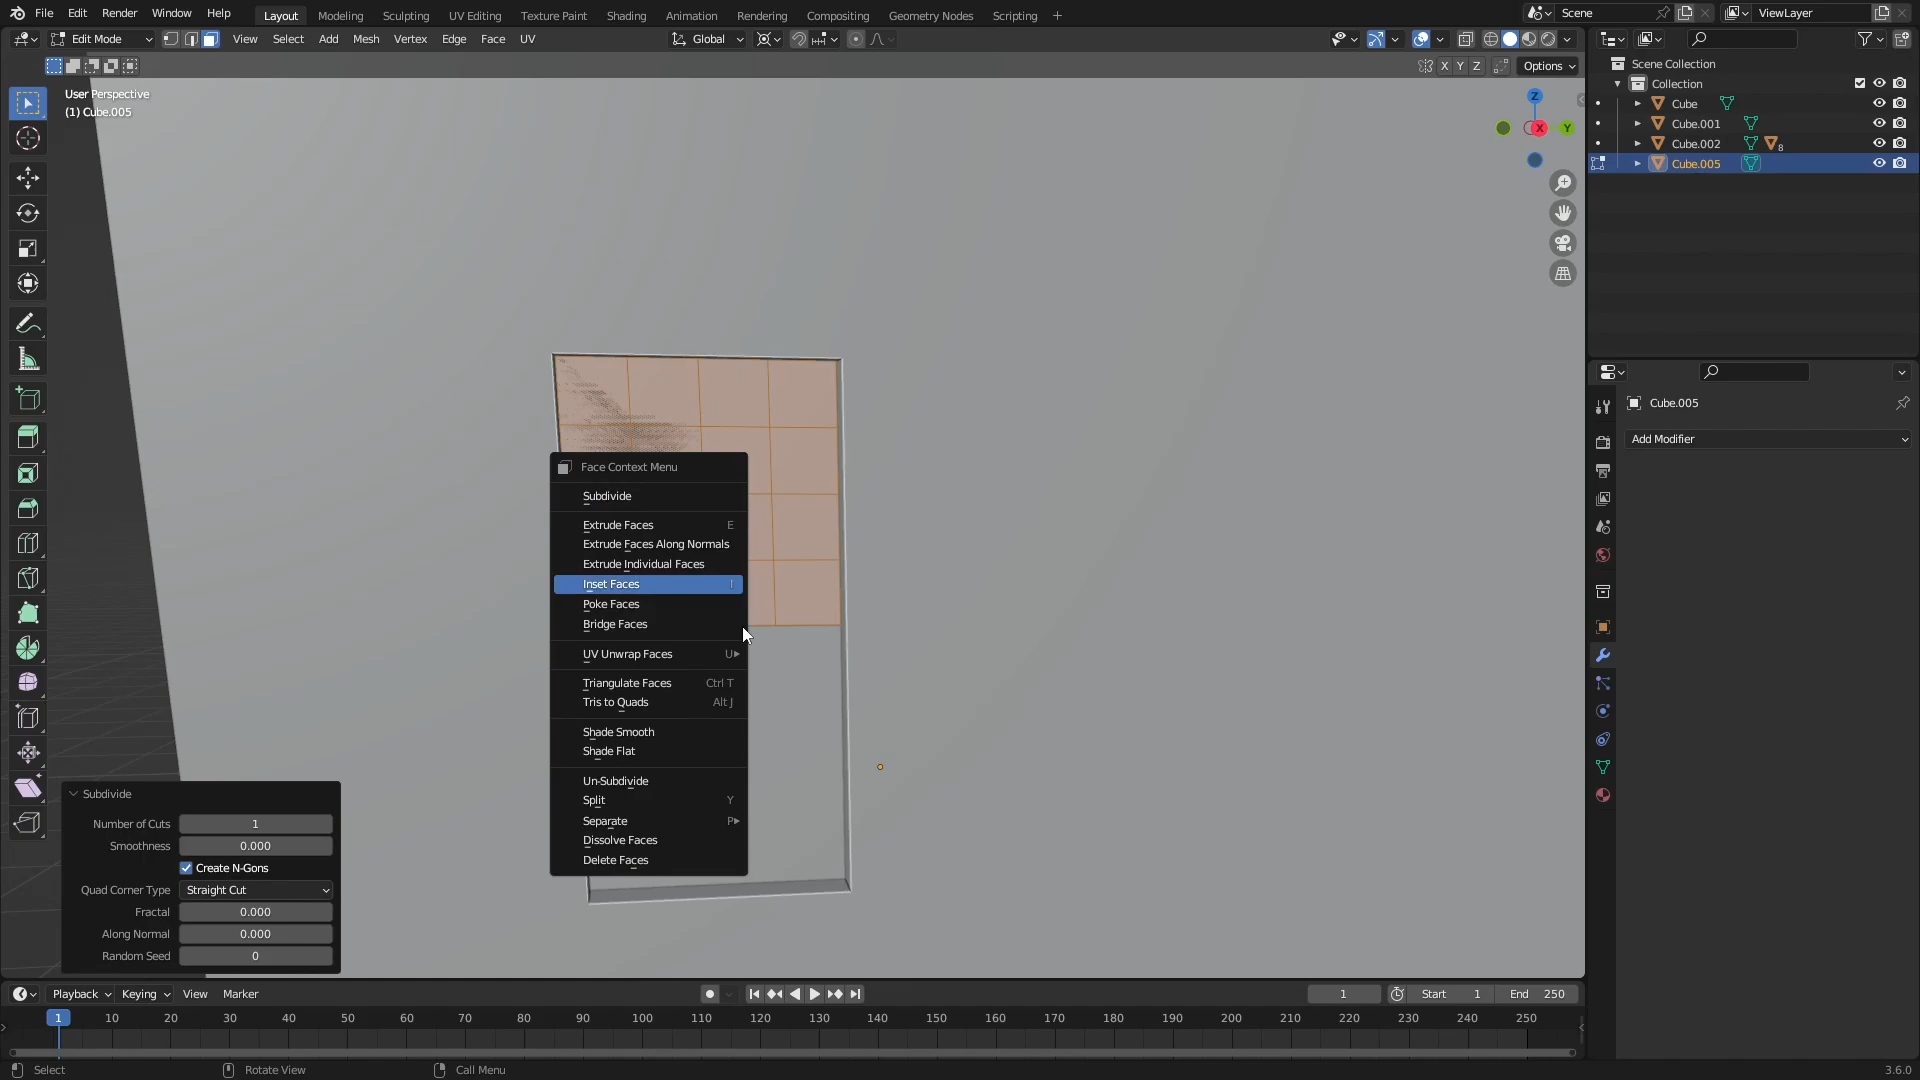 File Edit Render Window Help Layout Modeling Sculpting UV Editing Texture Paint Shading Animation Rendering Compositing Geometry Nodes Scripting + Scene ViewLayer
Edit Mode View Select Add Mesh Vertex Edge Face UV Global
X Y Z Options
User Perspective
(1) Cube.005
Z
X
Y
Scene Collection
Collection
Cube
Cube.001
Cube.002 8
Cube.005
Cube.005
Add Modifier
Face Context Menu
Subdivide
Extrude Faces E
Extrude Faces Along Normals
Extrude Individual Faces
Inset Faces I
Poke Faces
Bridge Faces
UV Unwrap Faces U
Triangulate Faces Ctrl T
Tris to Quads Alt J
Shade Smooth
Shade Flat
Un-Subdivide
Split Y
Separate P
Dissolve Faces
Delete Faces
Subdivide
Number of Cuts 1
Smoothness 0.000
Create N-Gons
Quad Corner Type Straight Cut
Fractal 0.000
Along Normal 0.000
Random Seed 0
Playback Keying View Marker 1 Start 1 End 250
1 10 20 30 40 50 60 70 80 90 100 110 120 130 140 150 160 170 180 190 200 210 220 230 240 250
Select Rotate View Call Menu 3.6.0